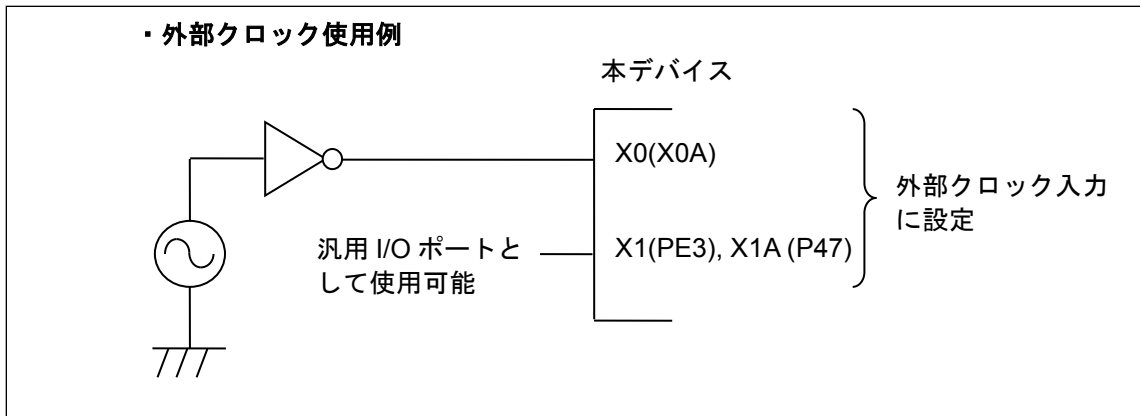 ・外部クロック使用例
本デバイス
X0(X0A)
外部クロック入力
に設定
汎用 I/O ポートと
して使用可能
X1(PE3), X1A (P47)